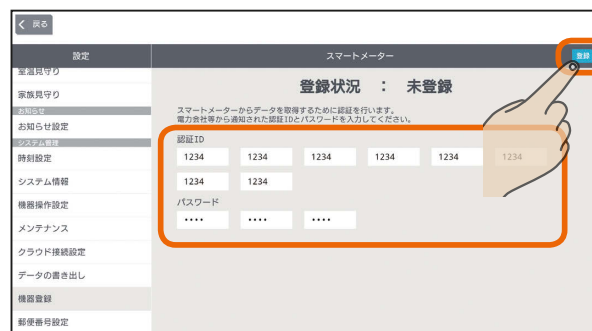 戻る
設定
スマートメーター
登録
室温見守り
家族見守り
お知らせ
お知らせ設定
システム管理
時刻設定
システム情報
機器操作設定
メンテナンス
クラウド接続設定
データの書き出し
機器登録
郵便番号設定
登録状況 : 未登録
スマートメーターからデータを取得するために認証を行います。
電力会社等から通知された認証IDとパスワードを入力してください。
認証ID
1234 1234 1234 1234 1234 1234
1234 1234
パスワード
•••• •••• ••••